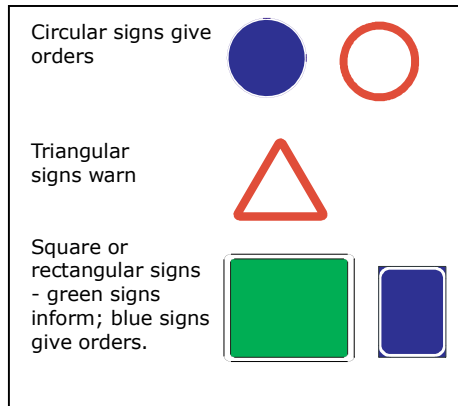 Circular signs give
orders
Triangular
signs warn
Square or
rectangular signs
- green signs
inform; blue signs
give orders.